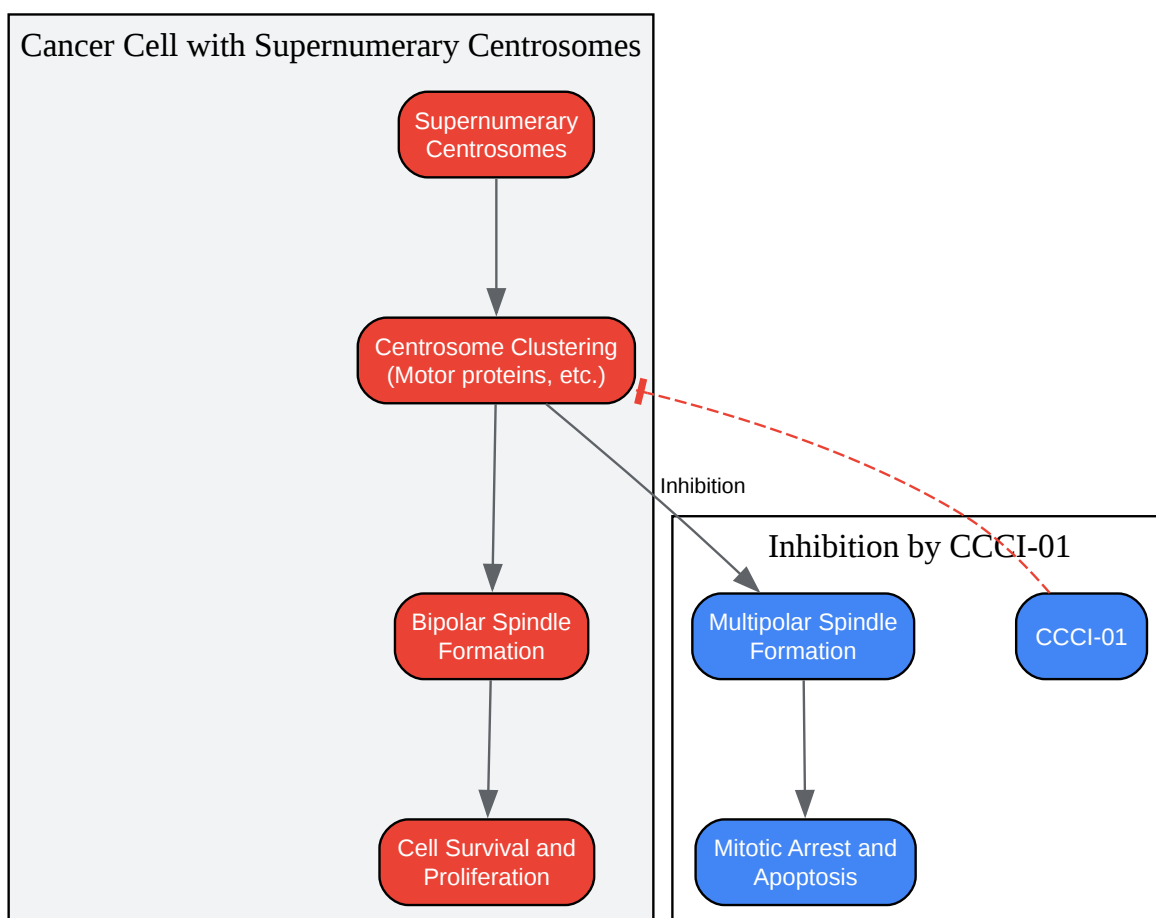 Cancer Cell with Supernumerary Centrosomes
Supernumerary
Centrosomes
Centrosome Clustering
(Motor proteins, etc.)
Inhibition
Bipolar Spindle
Formation
Cell Survival and
Proliferation
Inhibition by CCCI-01
Multipolar Spindle
Formation
CCCI-01
Mitotic Arrest and
Apoptosis